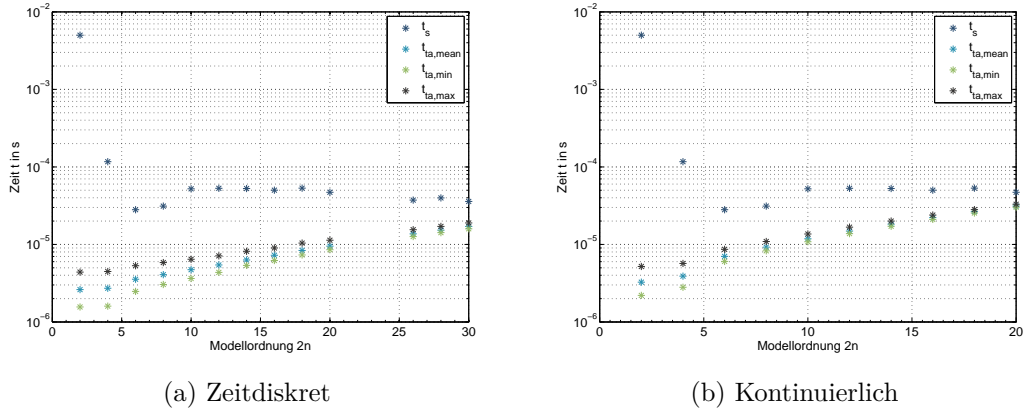 10⁻²
10⁻³
10⁻⁴
10⁻⁵
10⁻⁶
Zeit t in s
0 5 10 15 20 25 30
Modellordnung 2n
t_s
t_ta,mean
t_ta,min
t_ta,max
(a) Zeitdiskret
10⁻²
10⁻³
10⁻⁴
10⁻⁵
10⁻⁶
Zeit t in s
0 5 10 15 20
Modellordnung 2n
t_s
t_ta,mean
t_ta,min
t_ta,max
(b) Kontinuierlich